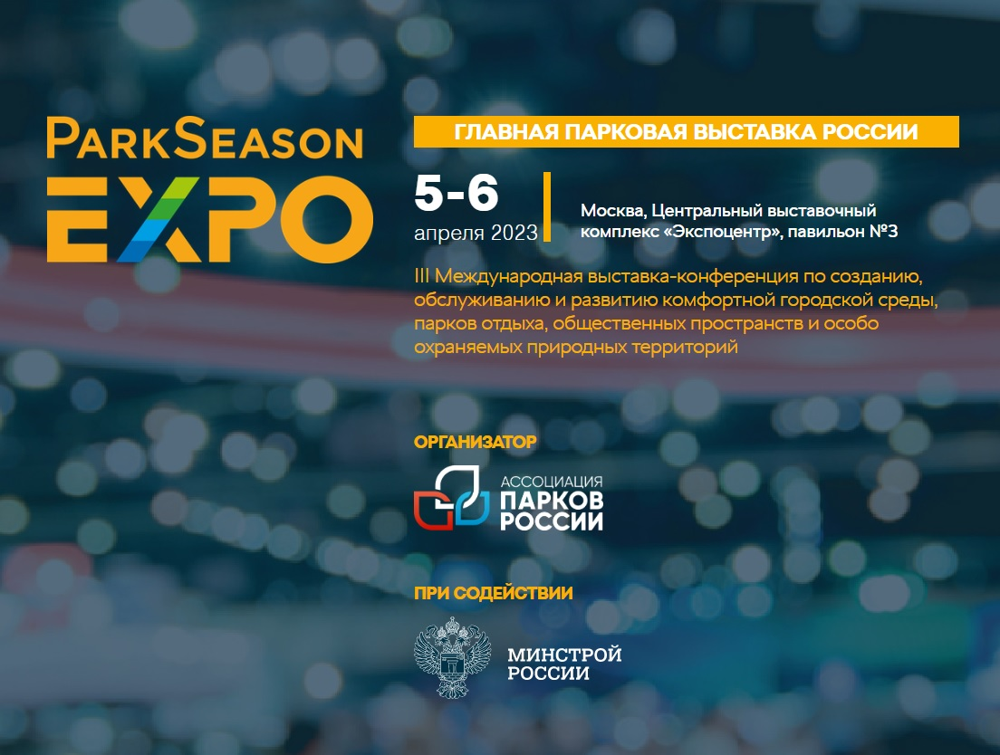 PARKSEASON
EXPO
ГЛАВНАЯ ПАРКОВАЯ ВЫСТАВКА РОССИИ
5-6
апреля 2023
Москва, Центральный выставочный
комплекс «Экспоцентр», павильон №3
III Международная выставка-конференция по созданию,
обслуживанию и развитию комфортной городской среды,
парков отдыха, общественных пространств и особо
охраняемых природных территорий
ОРГАНИЗАТОР
АССОЦИАЦИЯ
ПАРКОВ
РОССИИ
ПРИ СОДЕЙСТВИИ
МИНСТРОЙ
РОССИИ